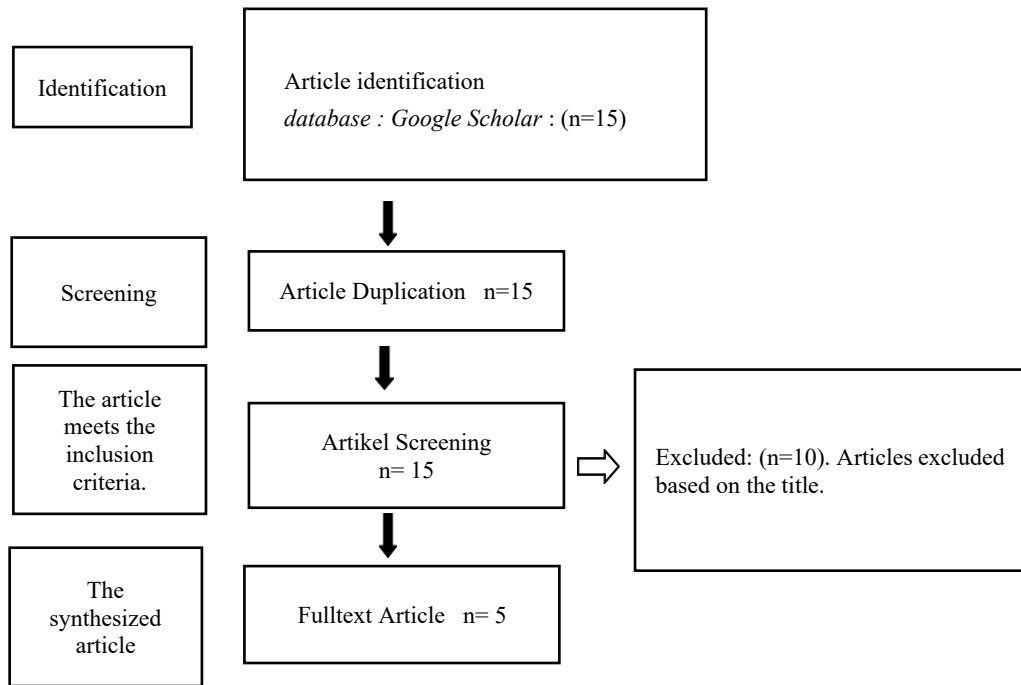 Identification
Article identification
database : Google Scholar : (n=15)
Screening
Article Duplication n=15
The article
meets the
inclusion
criteria.
Artikel Screening
n= 15
Excluded: (n=10). Articles excluded
based on the title.
The
synthesized
article
Fulltext Article n= 5